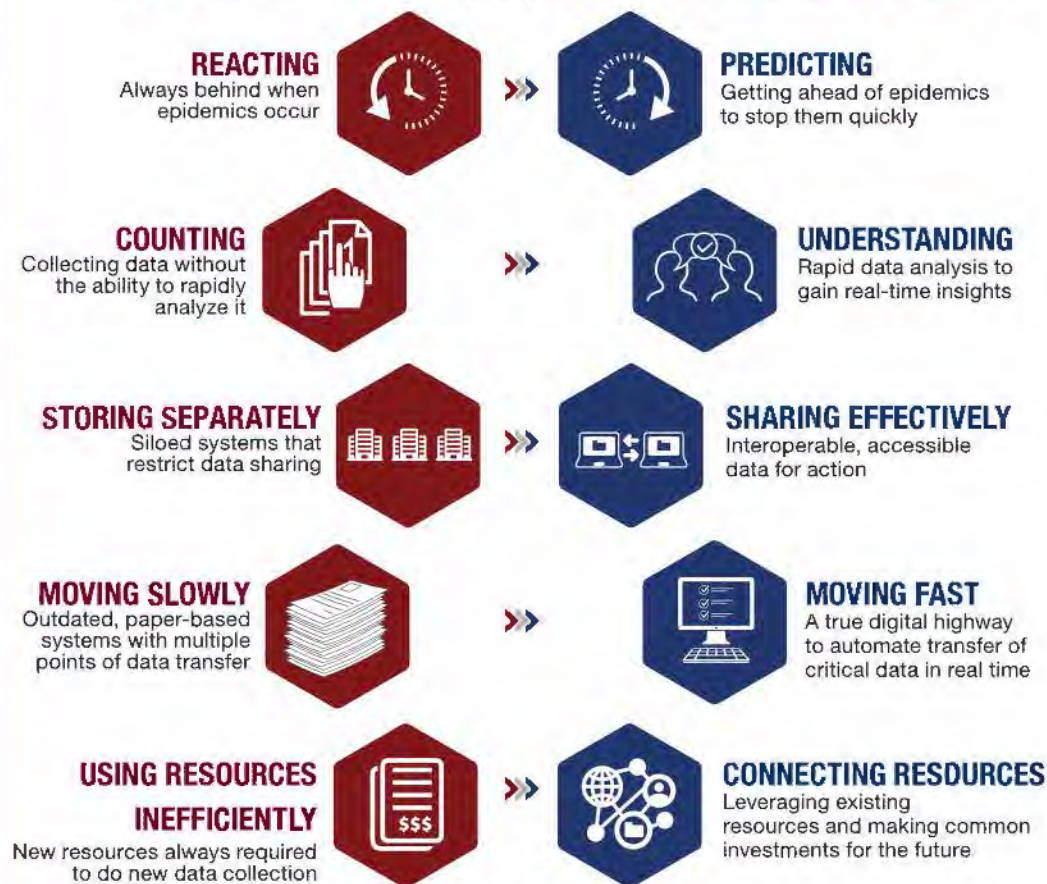 REACTING
Always behind when
epidemics occur
PREDICTING
Getting ahead of epidemics
to stop them quickly
COUNTING
Collecting data without
the ability to rapidly
analyze it
UNDERSTANDING
Rapid data analysis to
gain real-time insights
STORING SEPARATELY
Siloed systems that
restrict data sharing
SHARING EFFECTIVELY
Interoperable, accessible
data for action
MOVING SLOWLY
Outdated, paper-based
systems with multiple
points of data transfer
MOVING FAST
A true digital highway
to automate transfer of
critical data in real time
USING RESOURCES
INEFFICIENTLY
New resources always required
to do new data collection
$$$
CONNECTING RESDURCES
Leveraging existing
resources and making common
investments for the future